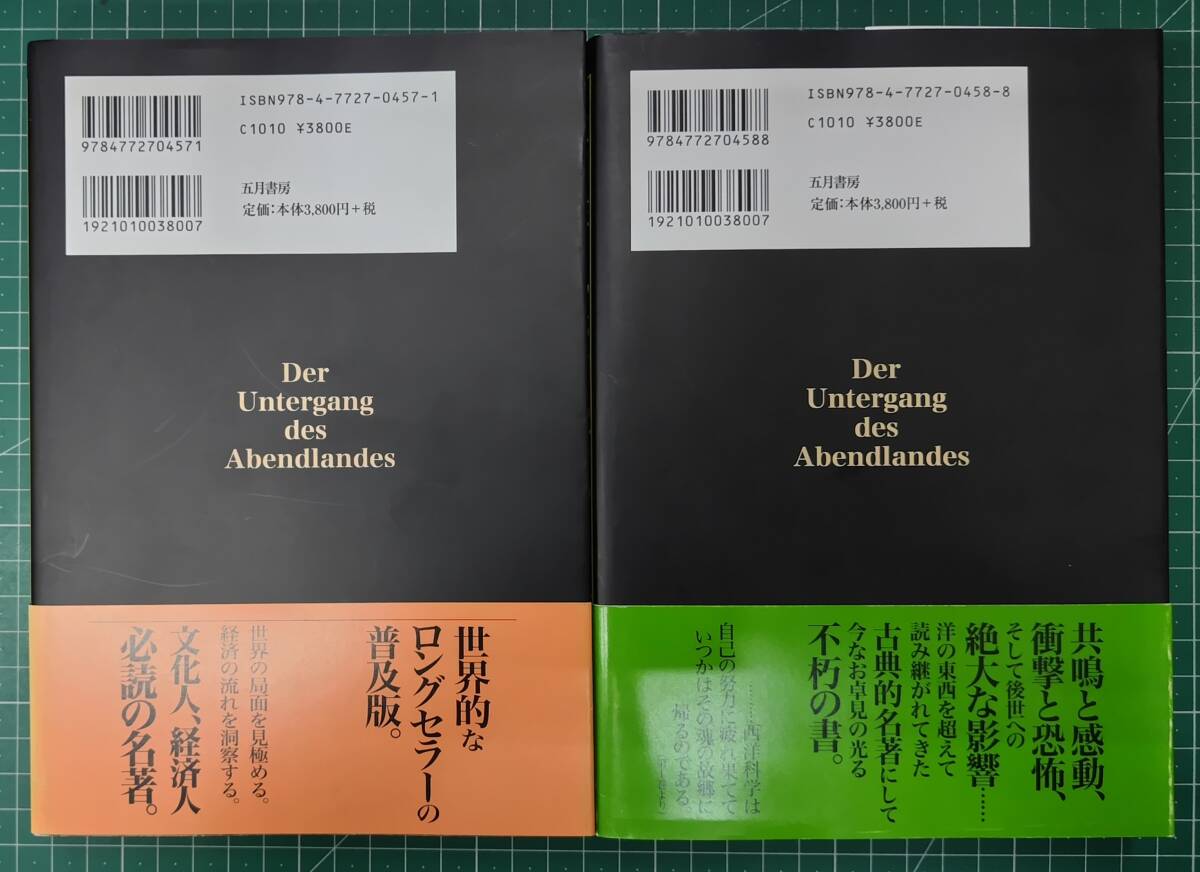 ISBN978-4-7727-0457-1
C1010 ¥3800E
9784772704571
五月書房
定価:本体3,800円+税
1921010038007
Der
Untergang
des
Abendlandes
世界的な
ロングセラーの
普及版。
世界の局面を見極める。
経済の流れを洞察する。
文化人、経済人
必読の名著。
ISBN978-4-7727-0458-8
C1010 ¥3800E
9784772704588
五月書房
定価:本体3,800円+税
1921010038007
Der
Untergang
des
Abendlandes
共鳴と感動、
衝撃と恐怖、
そして後世への
絶大な影響……
洋の東西を超えて
読み継がれてきた
古典的名著にして
今なお卓見の光る
不朽の書。
………西洋科学は
自己の努力に疲れ果てて
いつかはその魂の故郷に
帰るのである。